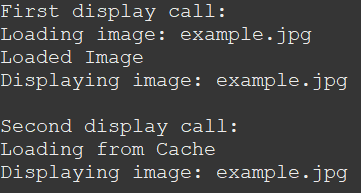 First display call:
Loading image: example.jpg
Loaded Image
Displaying image: example.jpg

Second display call:
Loading from Cache
Displaying image: example.jpg